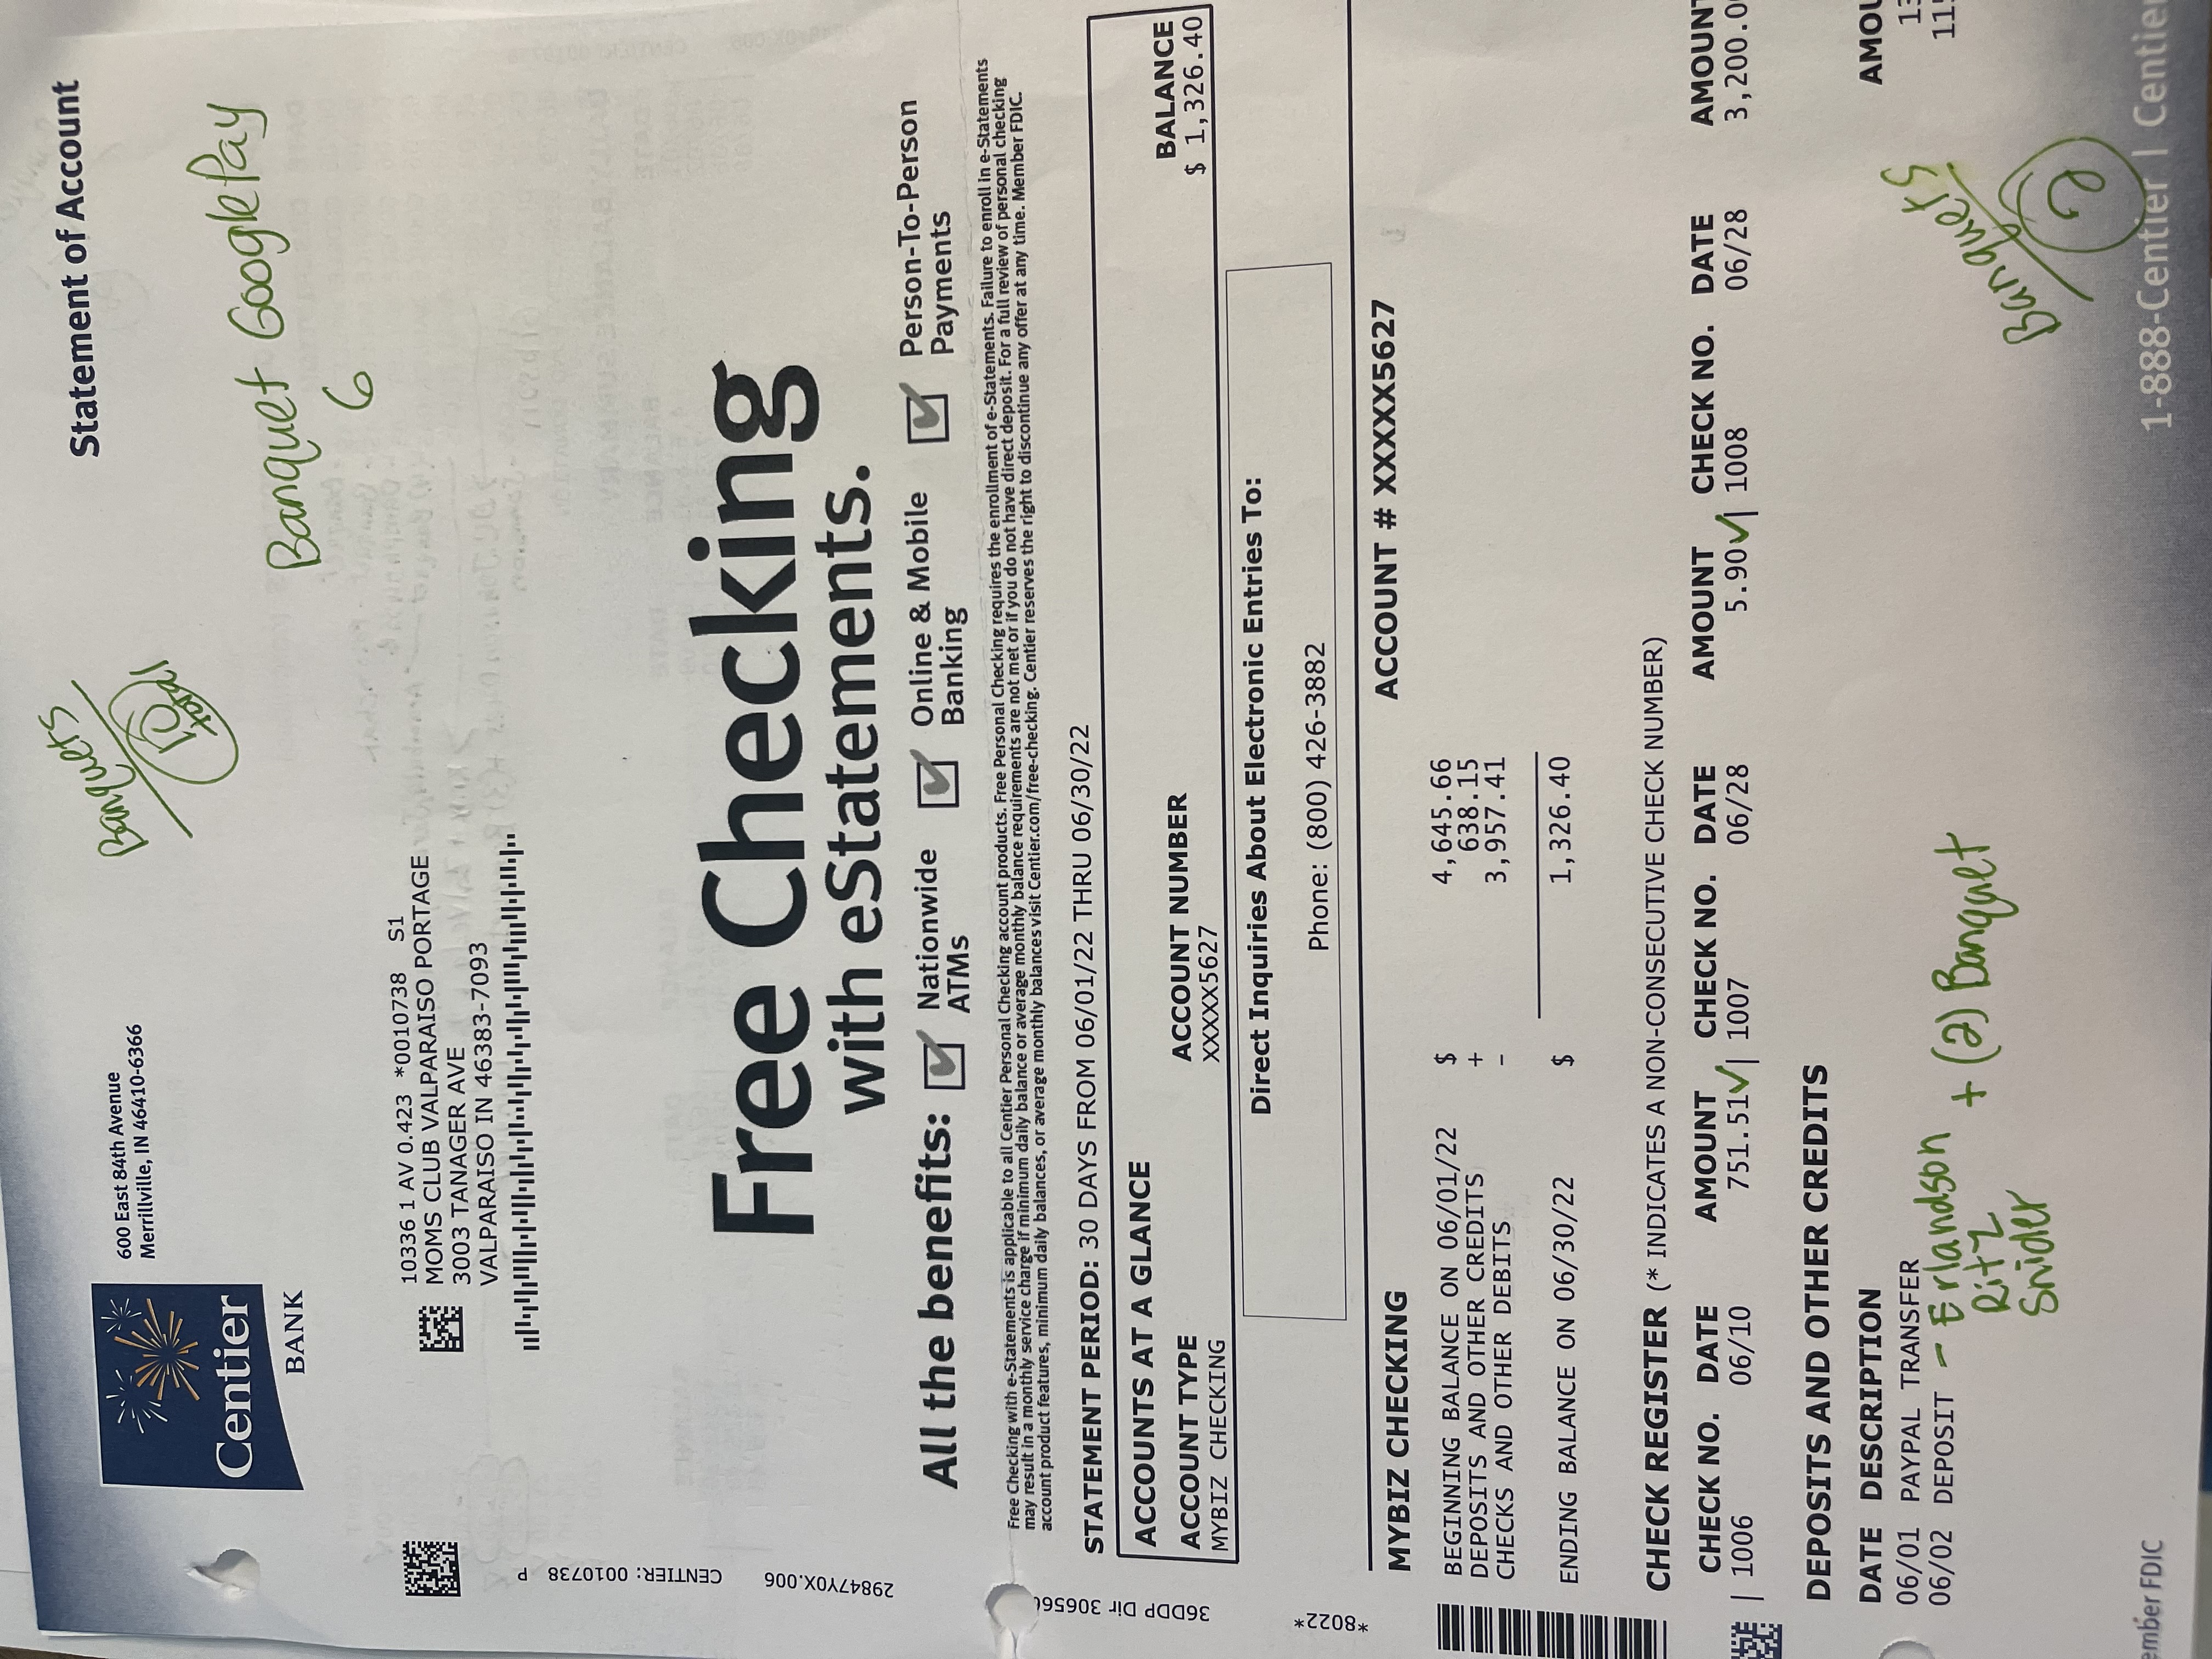 Statement of Account
Banquets
10
total
600 East 84th Avenue
Merrillville, IN 46410-6366
Centier
BANK
Banquet GooglePay
6
10336 1 AV 0.423 *0010738 S1
MOMS CLUB VALPARAISO PORTAGE
3003 TANAGER AVE
VALPARAISO IN 46383-7093
CENTIER: 0010738 P
29847Y0X.006
Free Checking
with eStatements.
All the benefits:
Nationwide ATMs
Online & Mobile Banking
Person-To-Person Payments
Free Checking with e-Statements is applicable to all Centier Personal Checking account products. Free Personal Checking requires the enrollment of e-Statements. Failure to enroll in e-Statements
may result in a monthly service charge if minimum daily balance or average monthly balance requirements are not met or if you do not have direct deposit. For a full review of personal checking
account product features, minimum daily balances, or average monthly balances visit Centier.com/free-checking. Centier reserves the right to discontinue any offer at any time. Member FDIC.
36DDP Dir 30656
*8022*
STATEMENT PERIOD: 30 DAYS FROM 06/01/22 THRU 06/30/22
ACCOUNTS AT A GLANCE
ACCOUNT TYPE ACCOUNT NUMBER BALANCE
MYBIZ CHECKING XXXXX5627 $ 1,326.40
Direct Inquiries About Electronic Entries To:
Phone: (800) 426-3882
MYBIZ CHECKING ACCOUNT # XXXXX5627
BEGINNING BALANCE ON 06/01/22 $ 4,645.66
DEPOSITS AND OTHER CREDITS + 638.15
CHECKS AND OTHER DEBITS - 3,957.41
ENDING BALANCE ON 06/30/22 $ 1,326.40
CHECK REGISTER (* INDICATES A NON-CONSECUTIVE CHECK NUMBER)
CHECK NO. DATE AMOUNT CHECK NO. DATE AMOUNT CHECK NO. DATE AMOUNT
1006 06/10 751.51 1007 06/28 5.90 1008 06/28 3,200.0
DEPOSITS AND OTHER CREDITS
DATE DESCRIPTION AMOU
06/01 PAYPAL TRANSFER 13
06/02 DEPOSIT - Erlandson 115
Ritz + (2) Banquet
Snider
Banquets
2
ember FDIC
1-888-Centier | Centie